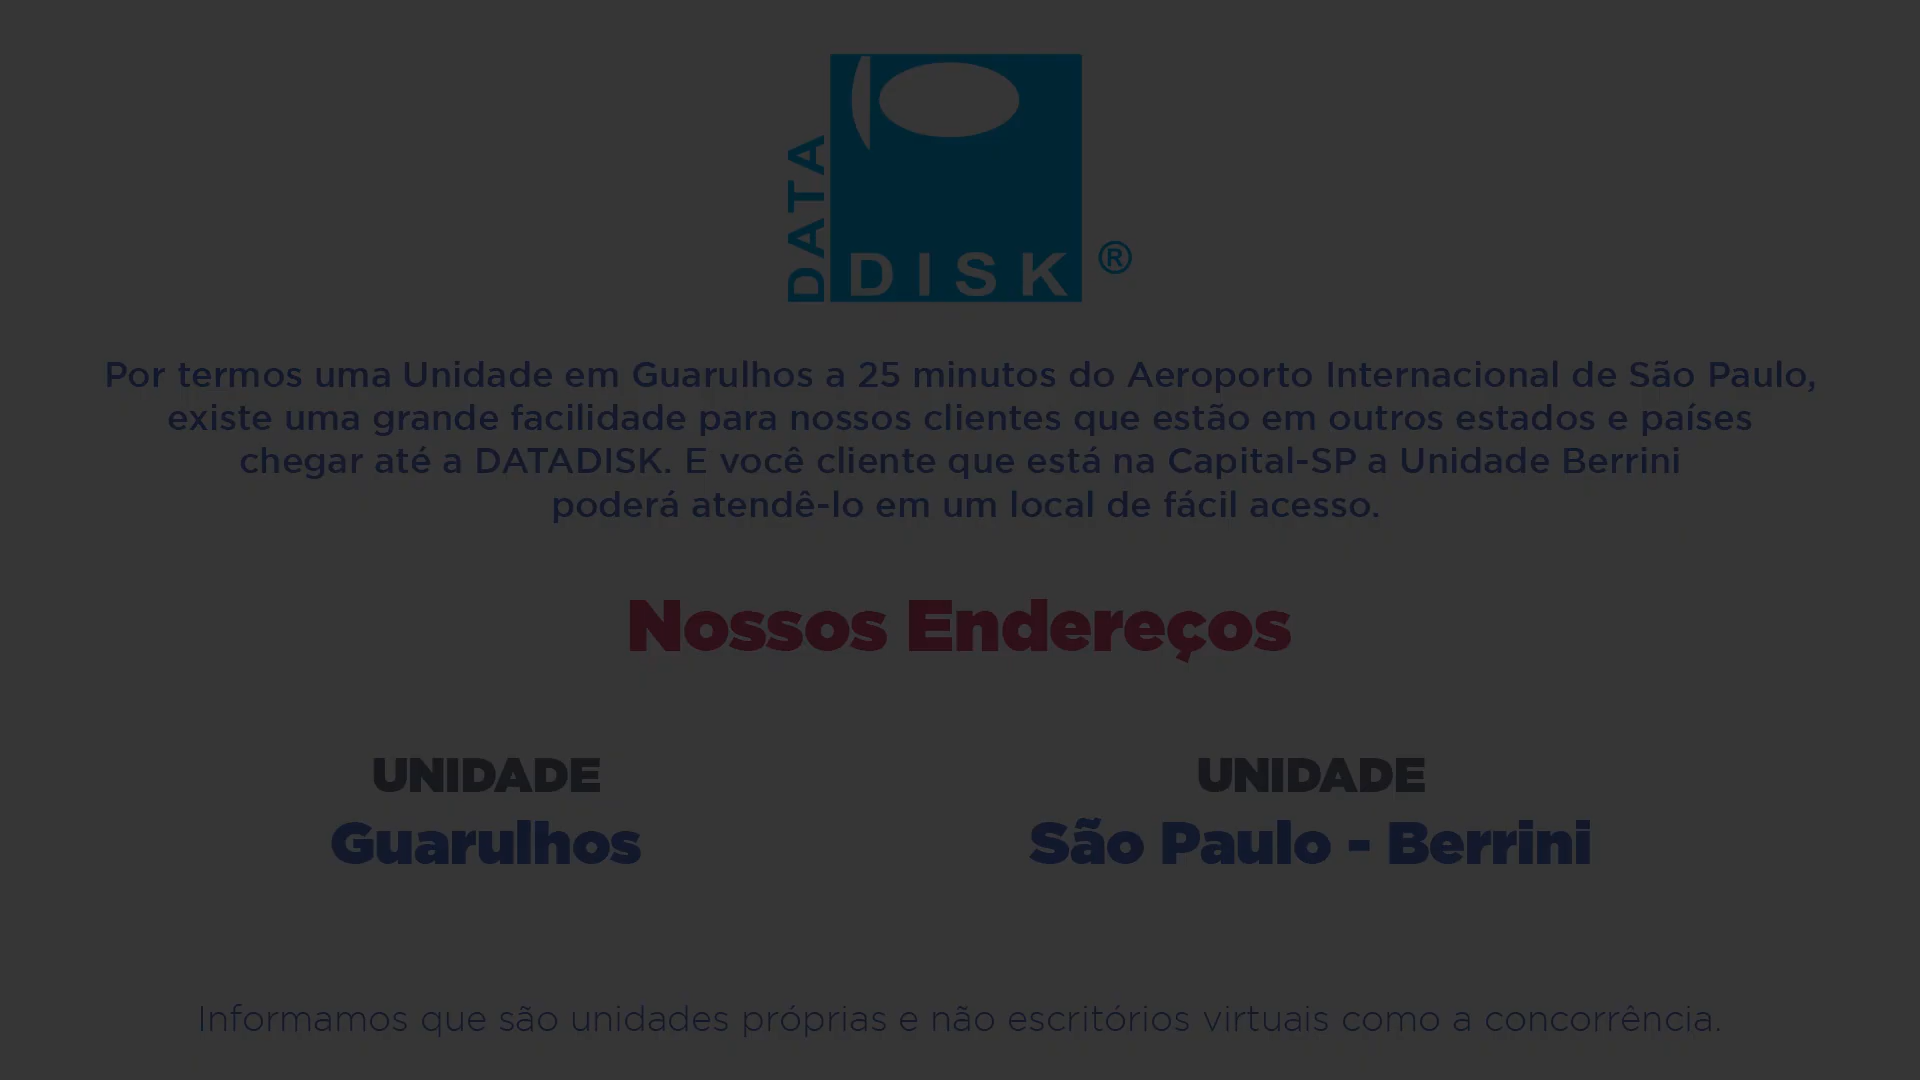 DATA
DISK ®
Por termos uma Unidade em Guarulhos a 25 minutos do Aeroporto Internacional de São Paulo,
existe uma grande facilidade para nossos clientes que estão em outros estados e países
chegar até a DATADISK. E você cliente que está na Capital-SP a Unidade Berrini
poderá atendê-lo em um local de fácil acesso.
Nossos Endereços
UNIDADE
Guarulhos
UNIDADE
São Paulo - Berrini
Informamos que são unidades próprias e não escritórios virtuais como a concorrência.